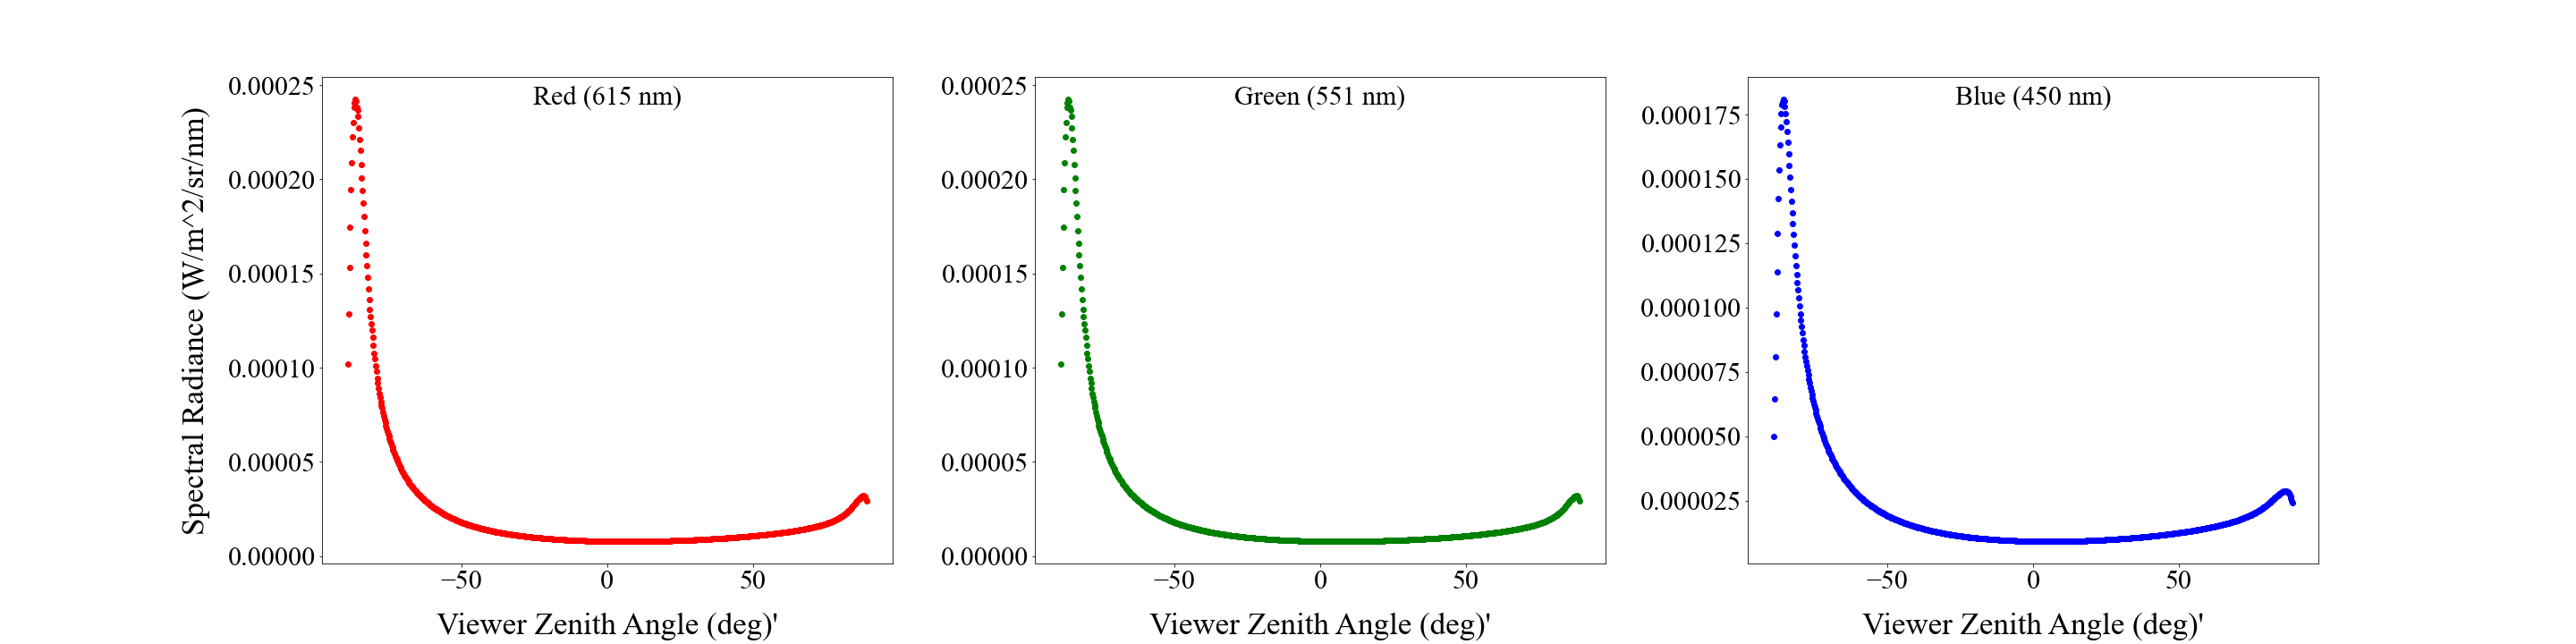 Spectral Radiance (W/m^2/sr/nm)
Red (615 nm)
0.00025
0.00020
0.00015
0.00010
0.00005
0.00000
−50 0 50
Viewer Zenith Angle (deg)'
Green (551 nm)
0.00025
0.00020
0.00015
0.00010
0.00005
0.00000
−50 0 50
Viewer Zenith Angle (deg)'
Blue (450 nm)
0.000175
0.000150
0.000125
0.000100
0.000075
0.000050
0.000025
−50 0 50
Viewer Zenith Angle (deg)'